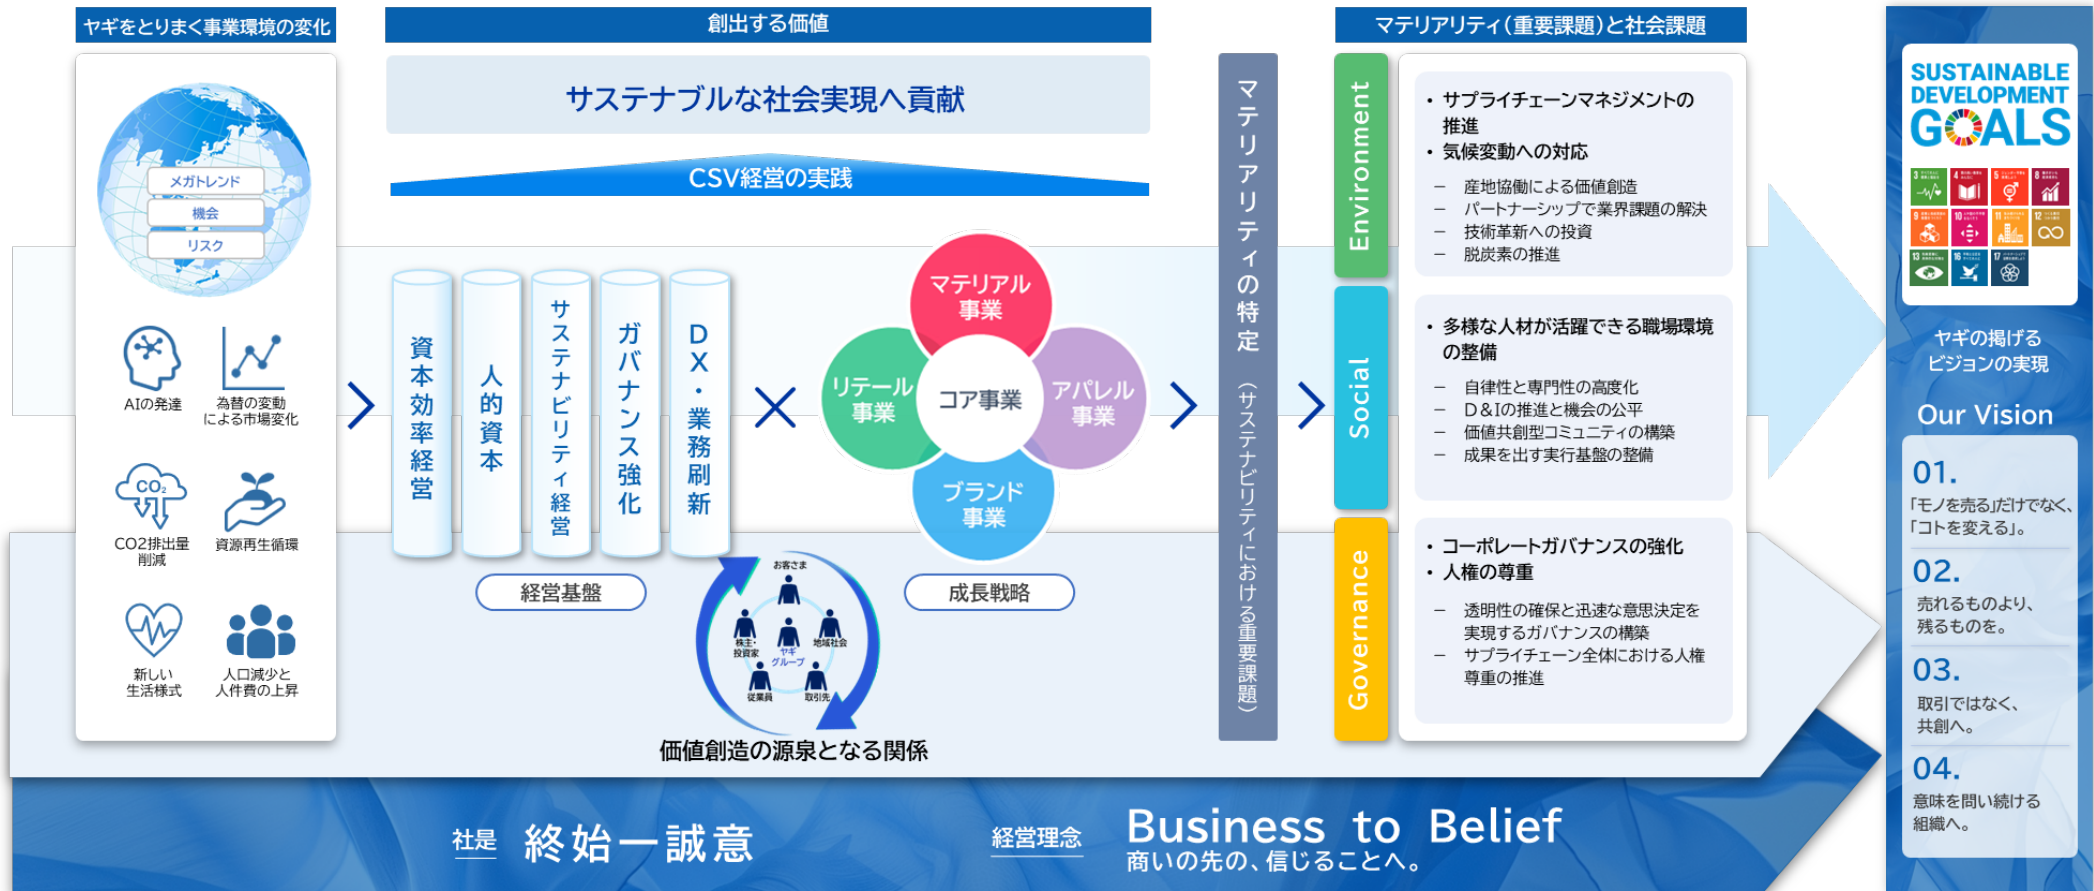 ヤギをとりまく事業環境の変化
メガトレンド
機会
リスク
AIの発達
為替の変動
による市場変化
CO₂
CO2排出量
削減
資源再生循環
新しい
生活様式
人口減少と
人件費の上昇
創出する価値
サステナブルな社会実現へ貢献
CSV経営の実践
資本効率経営
人的資本
サステナビリティ経営
ガバナンス強化
DX・業務刷新
経営基盤
マテリアル
事業
リテール
事業
コア事業
アパレル
事業
ブランド
事業
成長戦略
お客さま
株主・
投資家
地域社会
ヤギ
グループ
従業員
取引先
価値創造の源泉となる関係
マテリアリティの特定（サステナビリティにおける重要課題）
マテリアリティ（重要課題）と社会課題
Environment
・サプライチェーンマネジメントの
推進
・気候変動への対応
－ 産地協働による価値創造
－ パートナーシップで業界課題の解決
－ 技術革新への投資
－ 脱炭素の推進
Social
・多様な人材が活躍できる職場環境
の整備
－ 自律性と専門性の高度化
－ D&Iの推進と機会の公平
－ 価値共創型コミュニティの構築
－ 成果を出す実行基盤の整備
Governance
・コーポレートガバナンスの強化
・人権の尊重
－ 透明性の確保と迅速な意思決定を
実現するガバナンスの構築
－ サプライチェーン全体における人権
尊重の推進
SUSTAINABLE
DEVELOPMENT
GOALS
3
4
5
8
9
10
11
12
13
16
17
ヤギの掲げる
ビジョンの実現
Our Vision
01.
「モノを売る」だけでなく、
「コトを変える」。
02.
売れるものより、
残るものを。
03.
取引ではなく、
共創へ。
04.
意味を問い続ける
組織へ。
社是 終始一誠意
経営理念 Business to Belief
商いの先の、信じることへ。